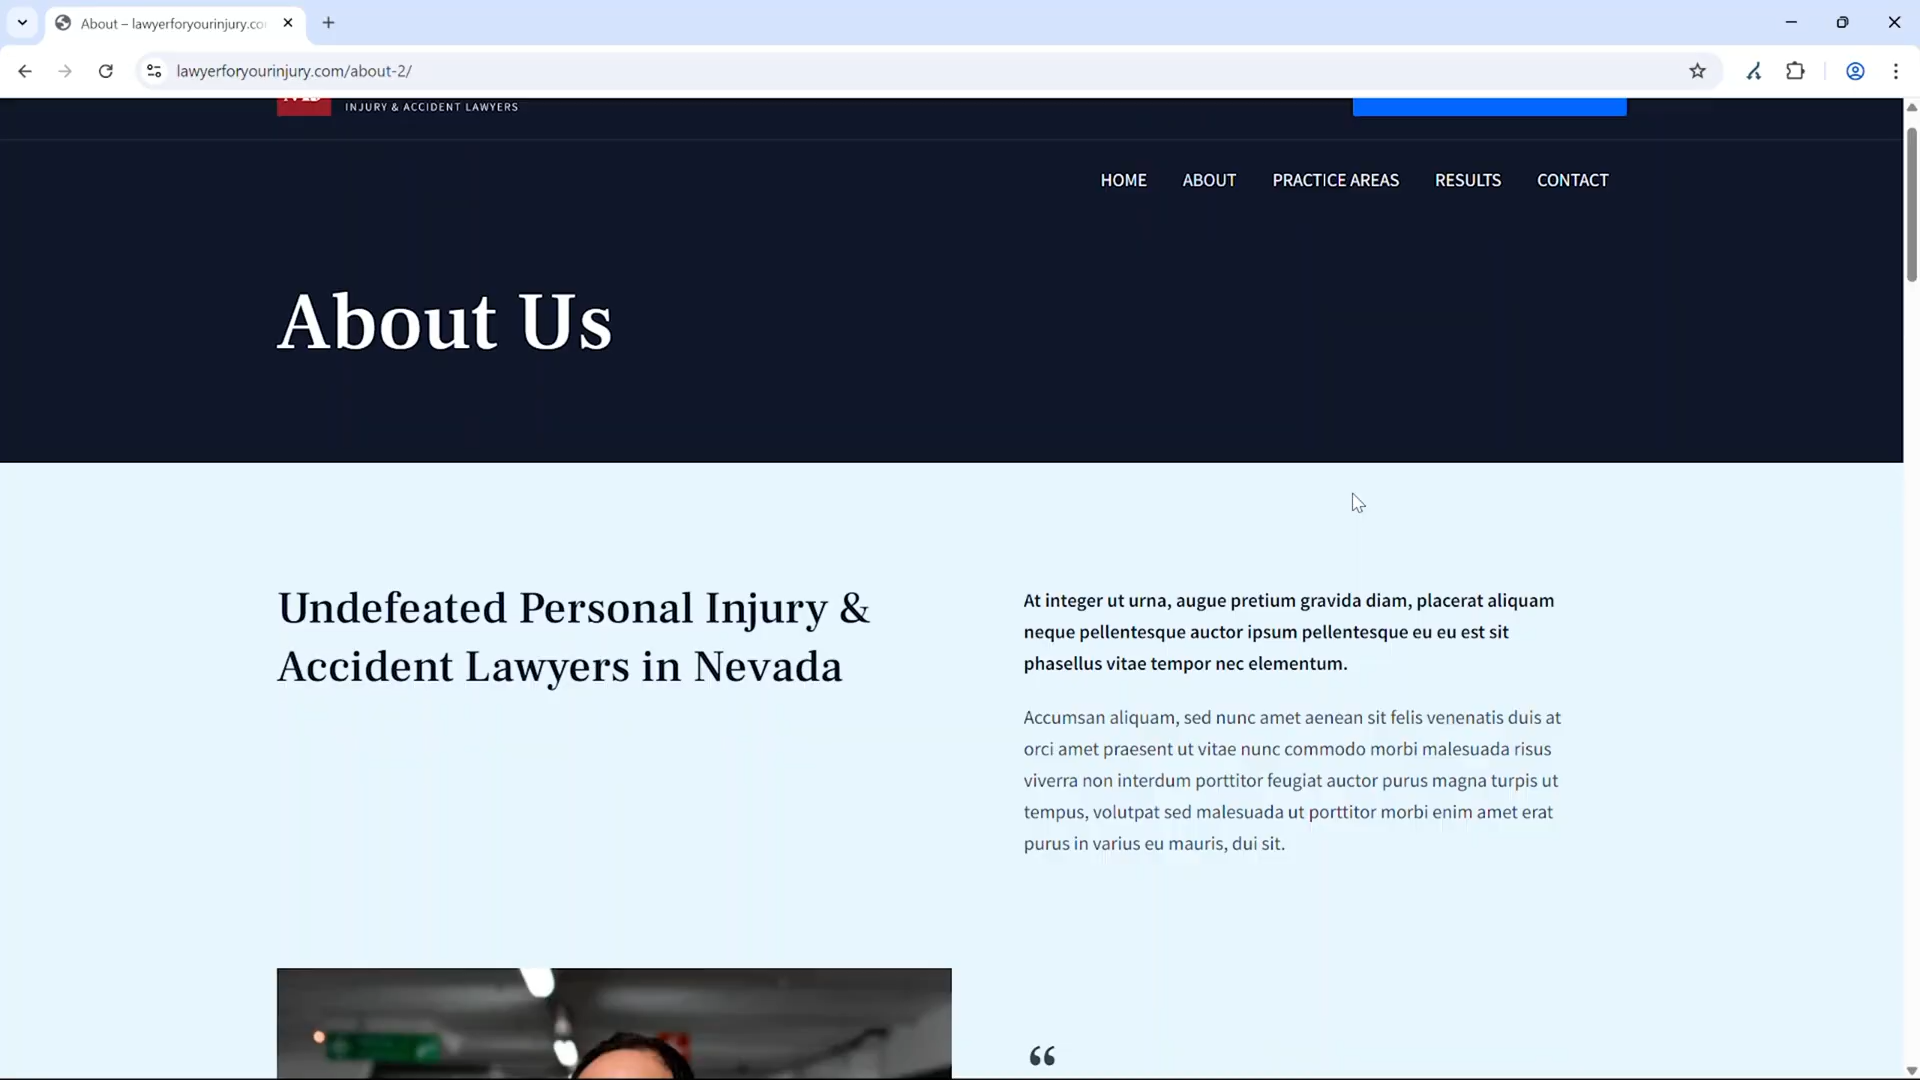 About – lawyerforyourinjury.co
lawyerforyourinjury.com/about-2/
INJURY & ACCIDENT LAWYERS
HOME ABOUT PRACTICE AREAS RESULTS CONTACT
About Us
Undefeated Personal Injury &
Accident Lawyers in Nevada
At integer ut urna, augue pretium gravida diam, placerat aliquam
neque pellentesque auctor ipsum pellentesque eu eu est sit
phasellus vitae tempor nec elementum.
Accumsan aliquam, sed nunc amet aenean sit felis venenatis duis at
orci amet praesent ut vitae nunc commodo morbi malesuada risus
viverra non interdum porttitor feugiat auctor purus magna turpis ut
tempus, volutpat sed malesuada ut porttitor morbi enim amet erat
purus in varius eu mauris, dui sit.
“